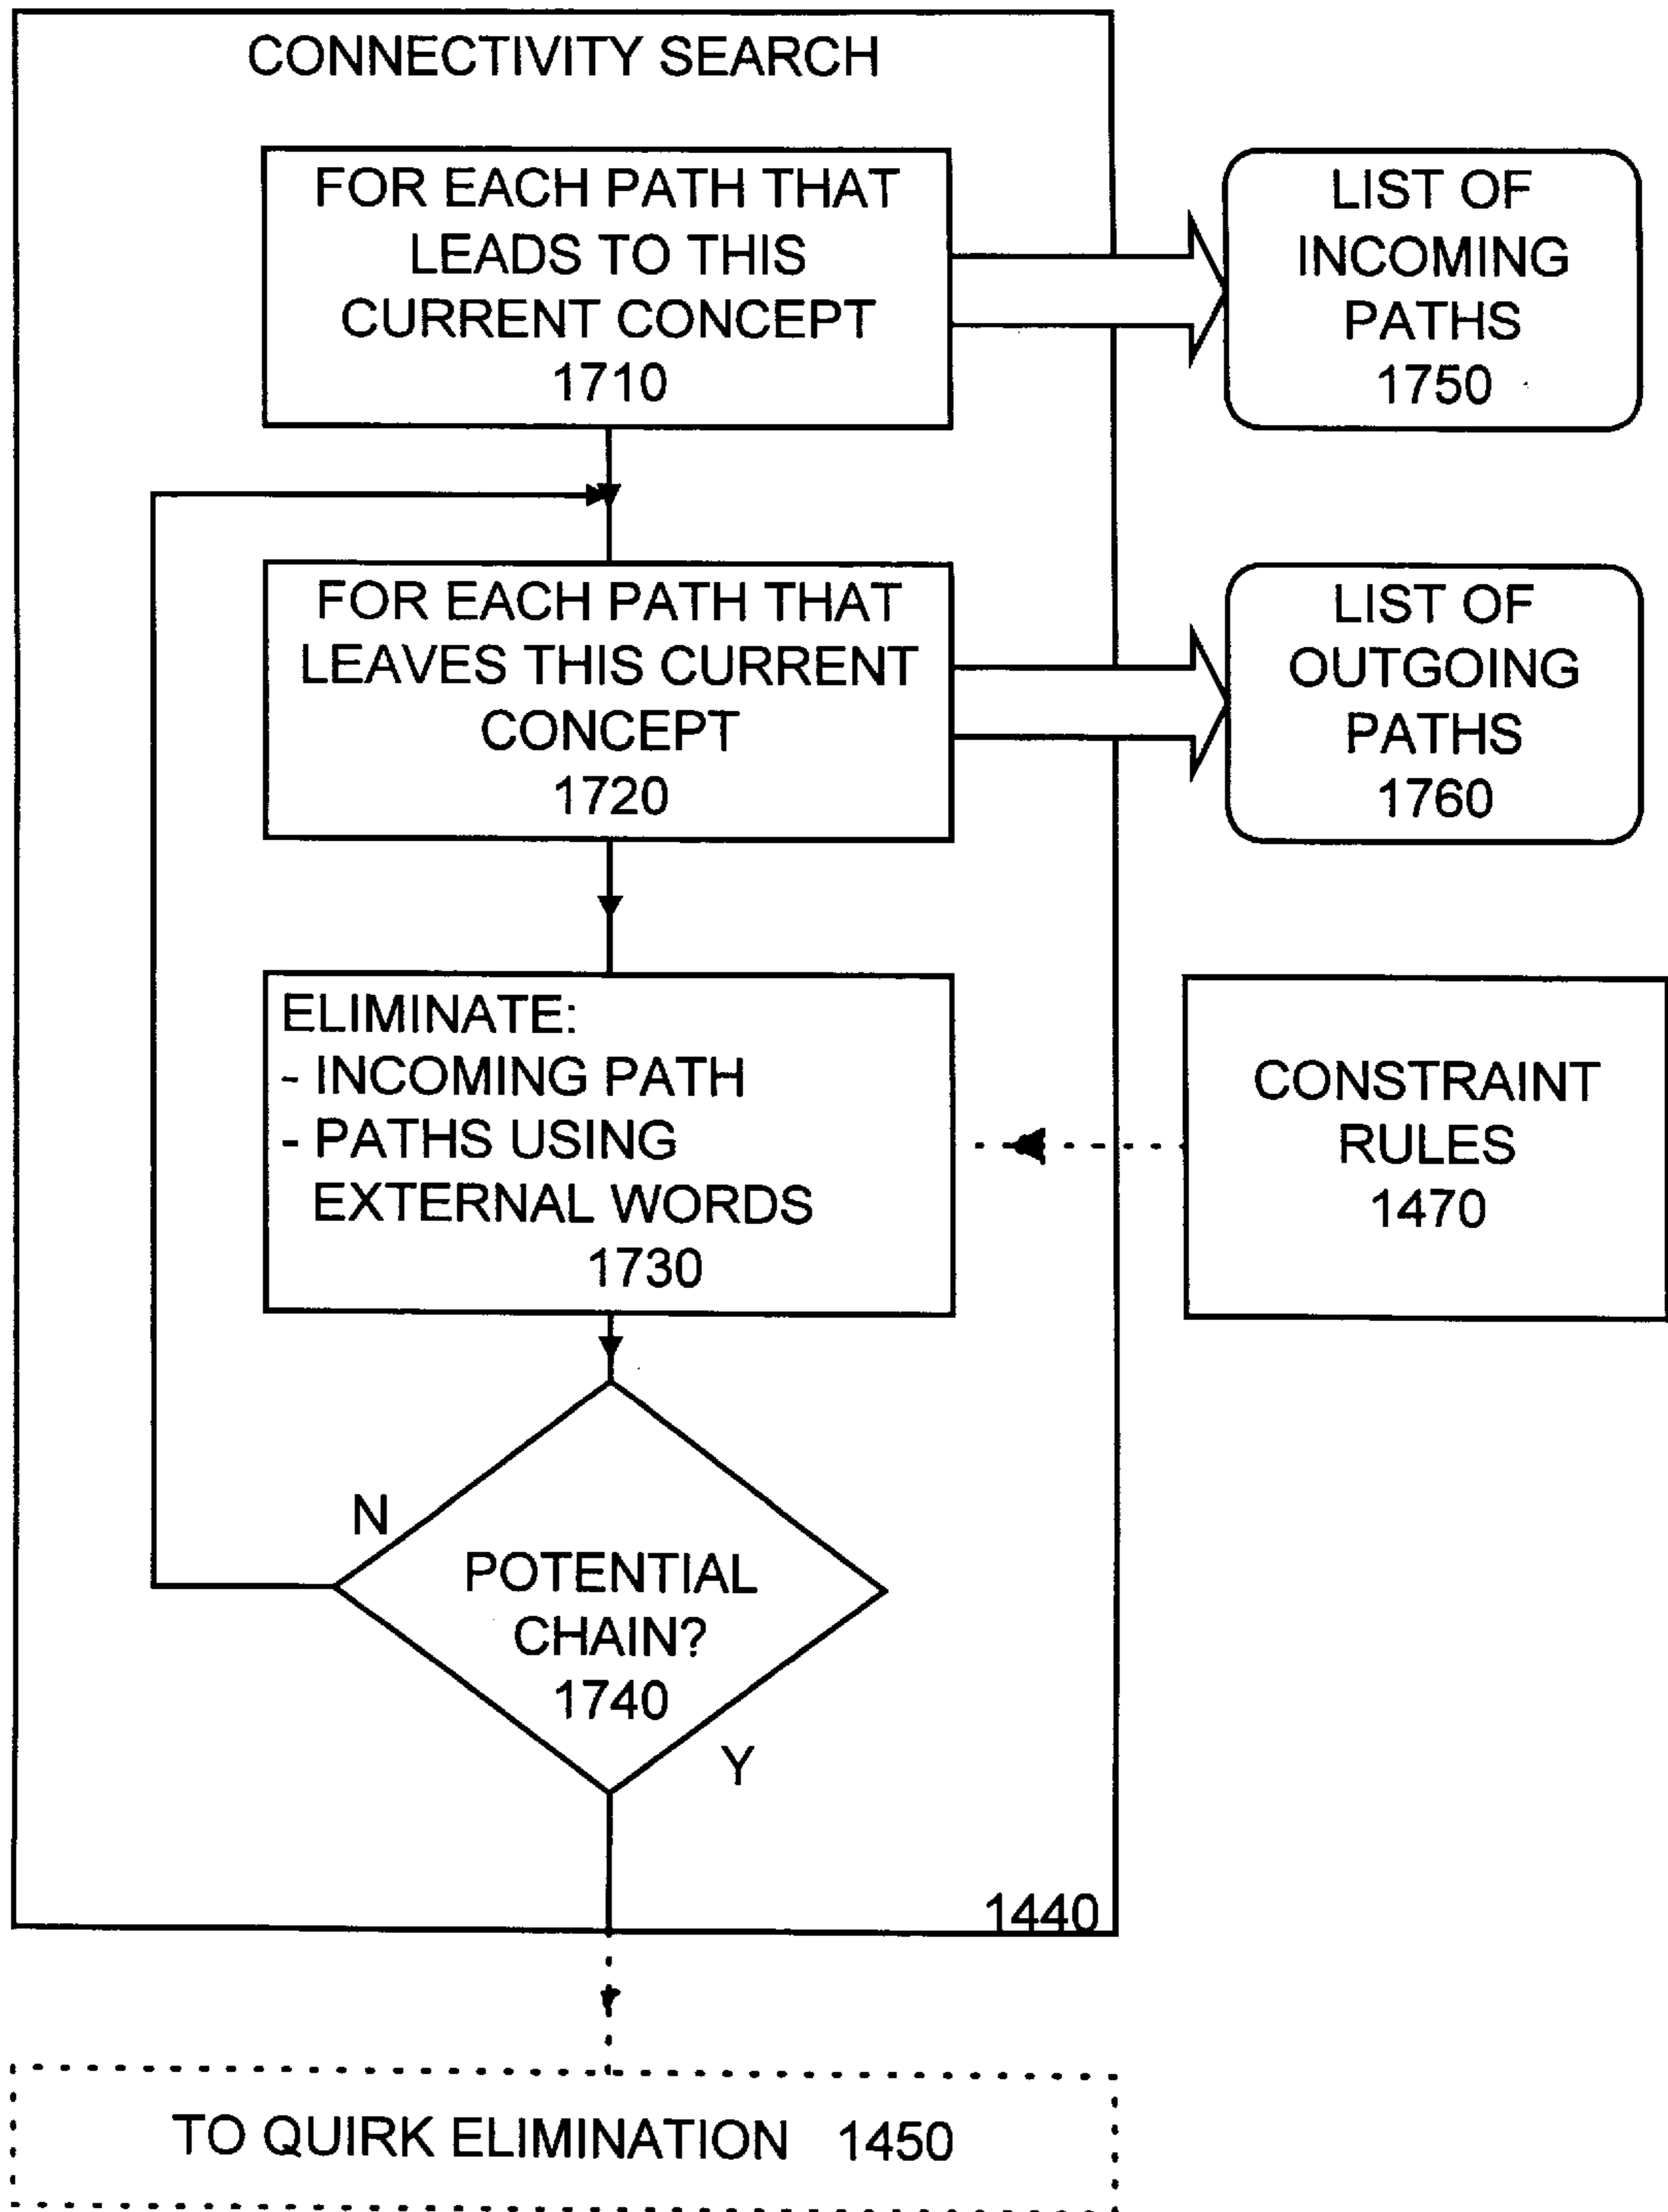 CONNECTIVITY SEARCH
FOR EACH PATH THAT
LEADS TO THIS
CURRENT CONCEPT
1710
LIST OF
INCOMING
PATHS
1750
FOR EACH PATH THAT
LEAVES THIS CURRENT
CONCEPT
1720
LIST OF
OUTGOING
PATHS
1760
ELIMINATE:
- INCOMING PATH
- PATHS USING
EXTERNAL WORDS
1730
CONSTRAINT
RULES
1470
N
POTENTIAL
CHAIN?
1740
Y
1440
TO QUIRK ELIMINATION 1450